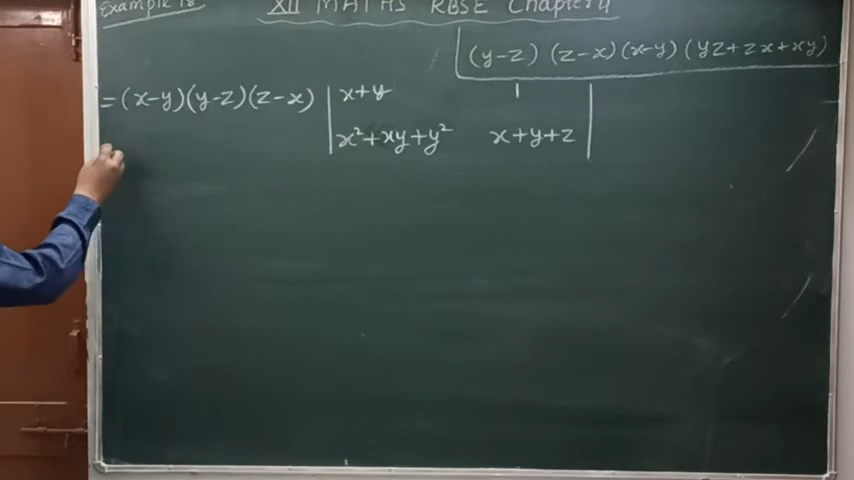 Example 18
XII MATHS RBSE Chapter 4
(y-z) (z-x) (x-y) (yz+zx+xy)
=(x-y)(y-z)(z-x) | x+y 1 |
| x²+xy+y² x+y+z |